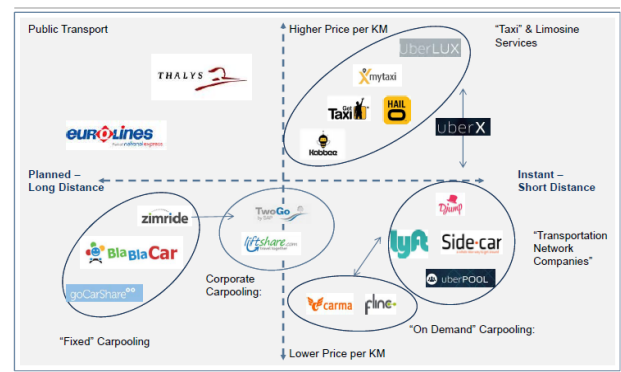 Public Transport
Higher Price per KM
"Taxi" & Limosine
Services
uberLUX
THALYS
mytaxi
Get
Taxi
HAIL
O
uberX
eurolines
Kabbee
Planned –
Long Distance
Instant –
Short Distance
zimride
TwoGo
by SAP
Djump
liftshare.com
lyft
Side·car
"Transportation
Network
Companies"
BlaBlaCar
Corporate
Carpooling:
uberPOOL
goCarShare
carma
flinc
"On Demand" Carpooling:
"Fixed" Carpooling
Lower Price per KM